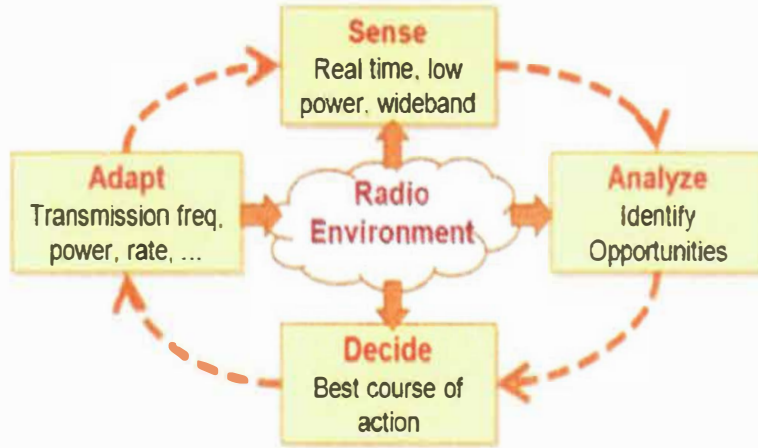 Sense
Real time, low
power, wideband
Adapt
Transmission freq,
power, rate, ...
Radio
Environment
Analyze
Identify
Opportunities
Decide
Best course of
action